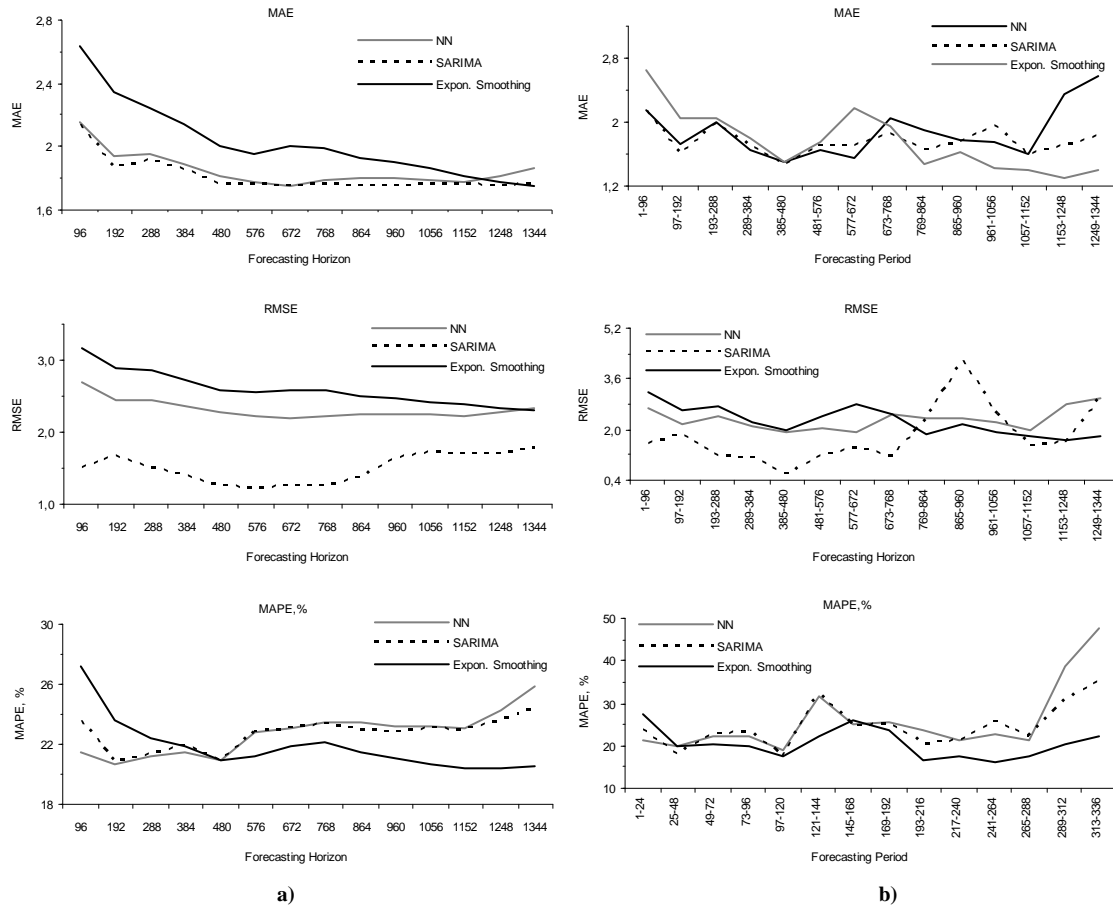 MAE
2,8
2,4
2
1,6
MAE
NN
SARIMA
Expon. Smoothing
96 192 288 384 480 576 672 768 864 960 1056 1152 1248 1344
Forecasting Horizon
RMSE
3,0
2,0
1,0
RMSE
NN
SARIMA
Expon. Smoothing
96 192 288 384 480 576 672 768 864 960 1056 1152 1248 1344
Forecasting Horizon
MAPE,%
30
26
22
18
MAPE, %
NN
SARIMA
Expon. Smoothing
96 192 288 384 480 576 672 768 864 960 1056 1152 1248 1344
Forecasting Horizon
a)
MAE
2,8
2
1,2
MAE
NN
SARIMA
Expon. Smoothing
1-96 97-192 193-288 289-384 385-480 481-576 577-672 673-768 769-864 865-960 961-1056 1057-1152 1153-1248 1249-1344
Forecasting Period
RMSE
5,2
3,6
2,0
0,4
RMSE
NN
SARIMA
Expon. Smoothing
1-96 97-192 193-288 289-384 385-480 481-576 577-672 673-768 769-864 865-960 961-1056 1057-1152 1153-1248 1249-1344
Forecasting Horizon
MAPE,%
50
40
30
20
10
MAPE, %
NN
SARIMA
Expon. Smoothing
1-24 25-48 49-72 73-96 97-120 121-144 145-168 169-192 193-216 217-240 241-264 265-288 289-312 313-336
Forecasting Period
b)